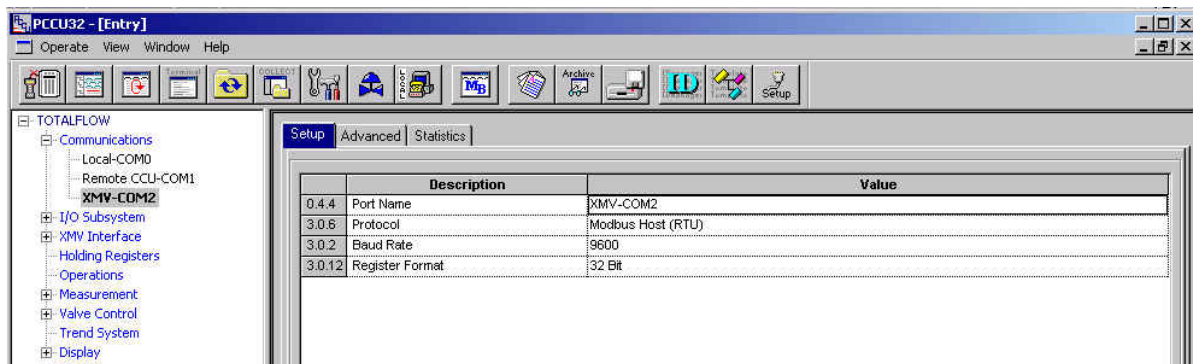 PCCU32 - [Entry]
Operate View Window Help
Terminal COLLECT LOCAL MB Archive ID Setup
TOTALFLOW
Communications
Local-COM0
Remote CCU-COM1
XMV-COM2
I/O Subsystem
XMV Interface
Holding Registers
Operations
Measurement
Valve Control
Trend System
Display
Setup Advanced Statistics
Description Value
0.4.4 Port Name XMV-COM2
3.0.6 Protocol Modbus Host (RTU)
3.0.2 Baud Rate 9600
3.0.12 Register Format 32 Bit